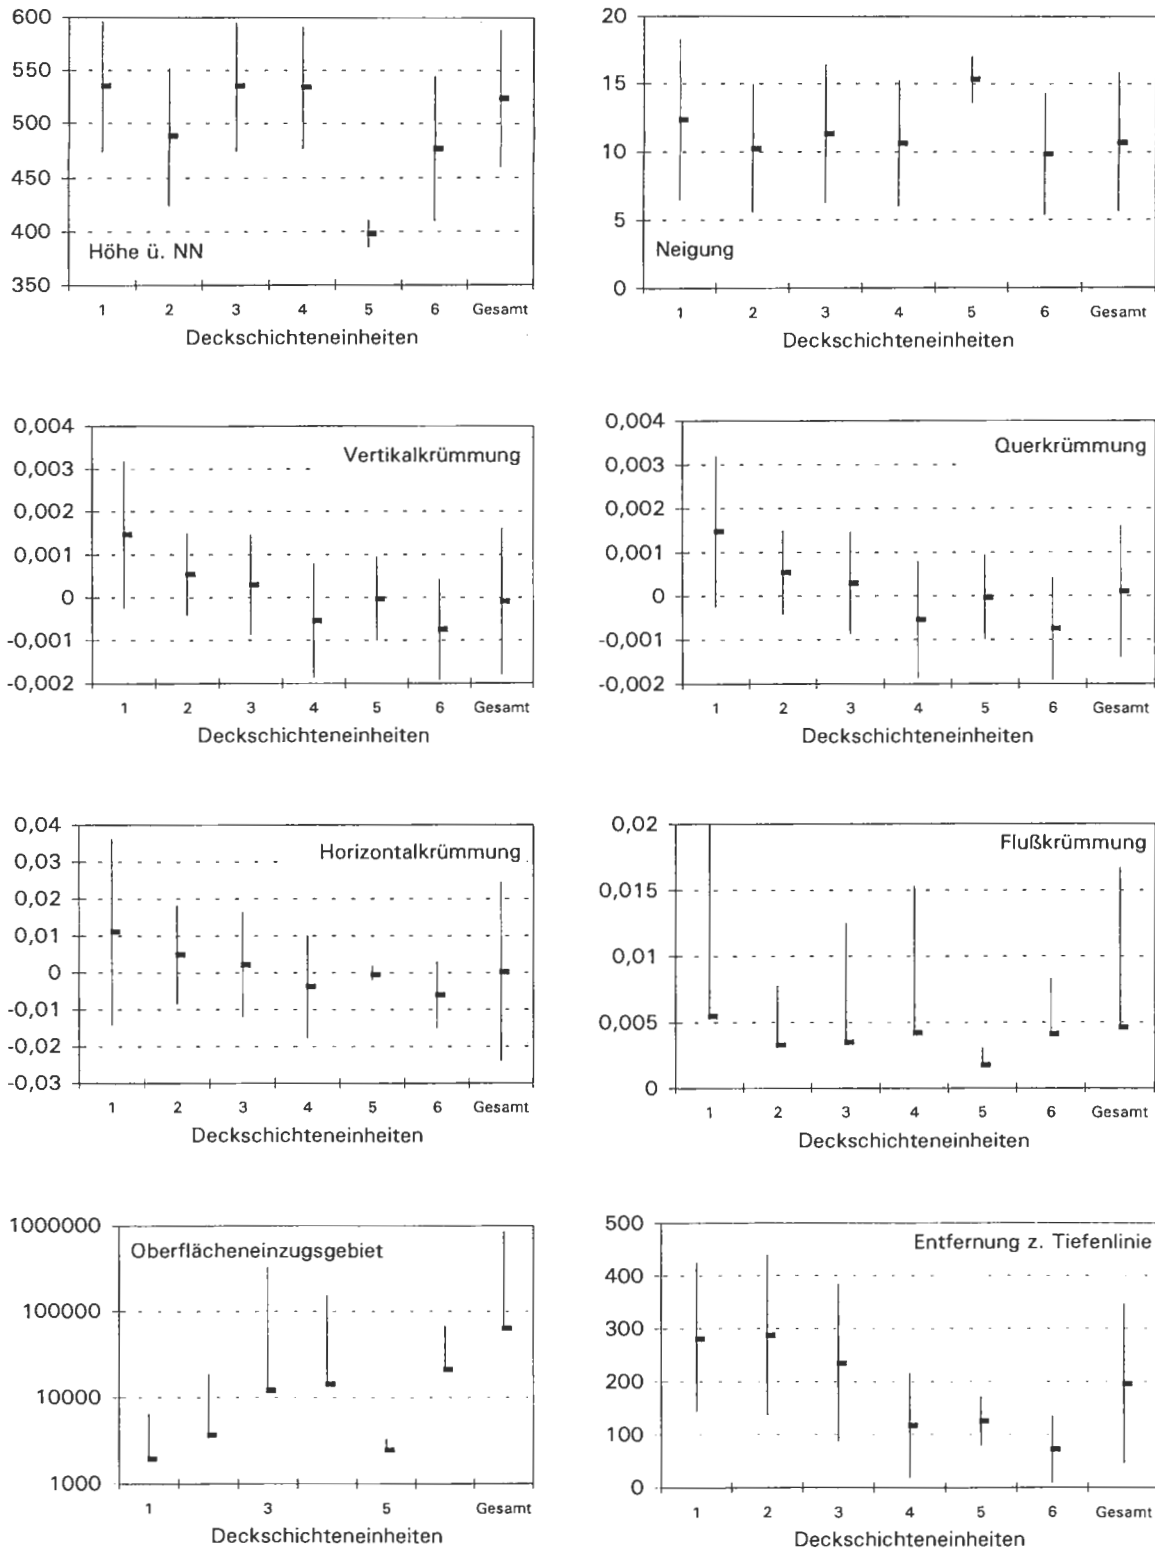 600
550
500
450
400
350
Höhe ü. NN
1 2 3 4 5 6 Gesamt
Deckschichteneinheiten
20
15
10
5
0
Neigung
1 2 3 4 5 6 Gesamt
Deckschichteneinheiten
0,004
0,003
0,002
0,001
0
-0,001
-0,002
Vertikalkrümmung
1 2 3 4 5 6 Gesamt
Deckschichteneinheiten
0,004
0,003
0,002
0,001
0
-0,001
-0,002
Querkrümmung
1 2 3 4 5 6 Gesamt
Deckschichteneinheiten
0,04
0,03
0,02
0,01
0
-0,01
-0,02
-0,03
Horizontalkrümmung
1 2 3 4 5 6 Gesamt
Deckschichteneinheiten
0,02
0,015
0,01
0,005
0
Flußkrümmung
1 2 3 4 5 6 Gesamt
Deckschichteneinheiten
1000000
100000
10000
1000
Oberflächeneinzugsgebiet
1 3 5 Gesamt
Deckschichteneinheiten
500
400
300
200
100
0
Entfernung z. Tiefenlinie
1 2 3 4 5 6 Gesamt
Deckschichteneinheiten